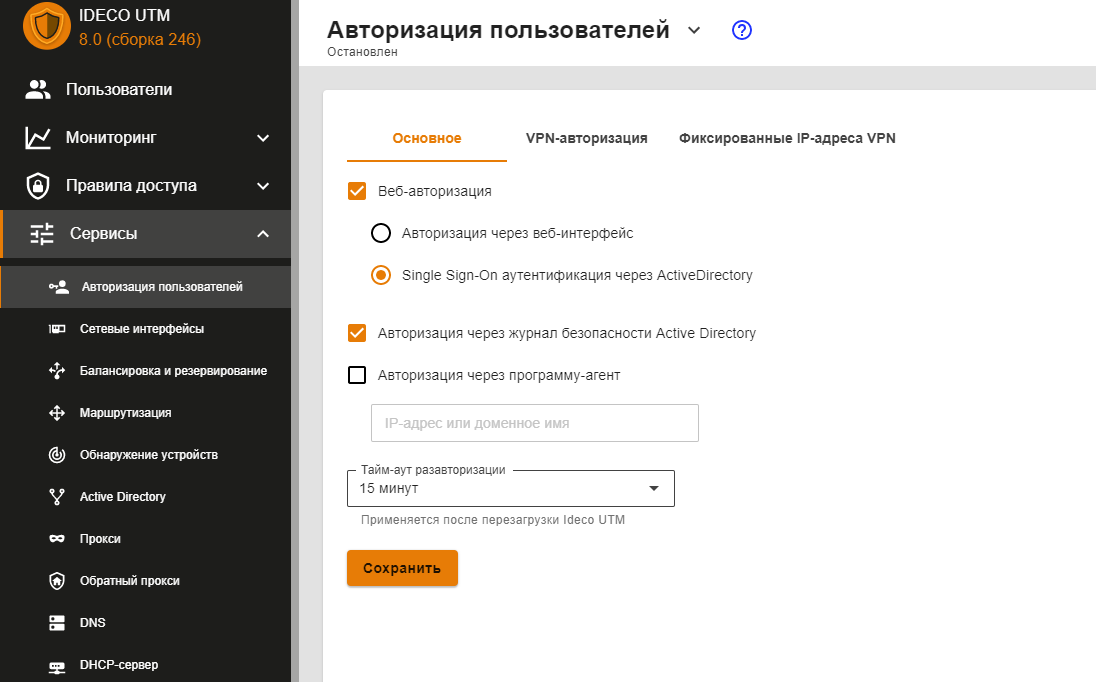 IDECO UTM
8.0 (сборка 246)
Пользователи
Мониторинг
Правила доступа
Сервисы
Авторизация пользователей
Сетевые интерфейсы
Балансировка и резервирование
Маршрутизация
Обнаружение устройств
Active Directory
Прокси
Обратный прокси
DNS
DHCP-сервер
Авторизация пользователей
Остановлен
Основное VPN-авторизация Фиксированные IP-адреса VPN
Веб-авторизация
Авторизация через веб-интерфейс
Single Sign-On аутентификация через ActiveDirectory
Авторизация через журнал безопасности Active Directory
Авторизация через программу-агент
IP-адрес или доменное имя
Тайм-аут разавторизации
15 минут
Применяется после перезагрузки Ideco UTM
Сохранить